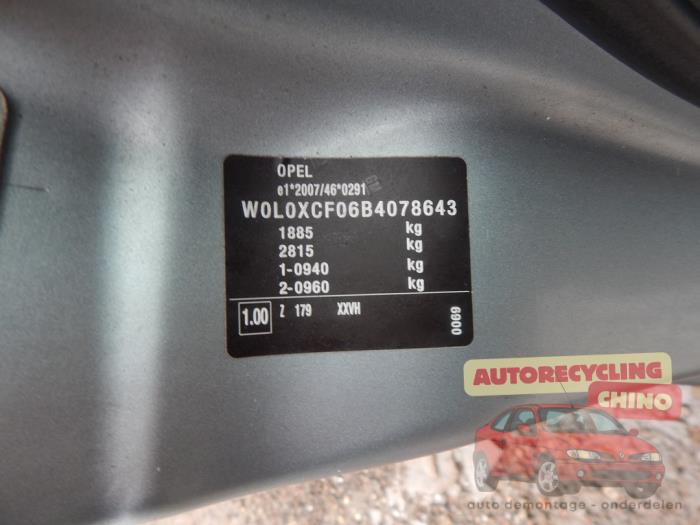 OPEL
e1*2007/46*0291
W0L0XCF06B4078643
1885 kg
2815 kg
1-0940 kg
2-0960 kg
1.00 Z 179 XXVH
0069
AUTORECYCLING
CHINO
auto demontage - onderdelen